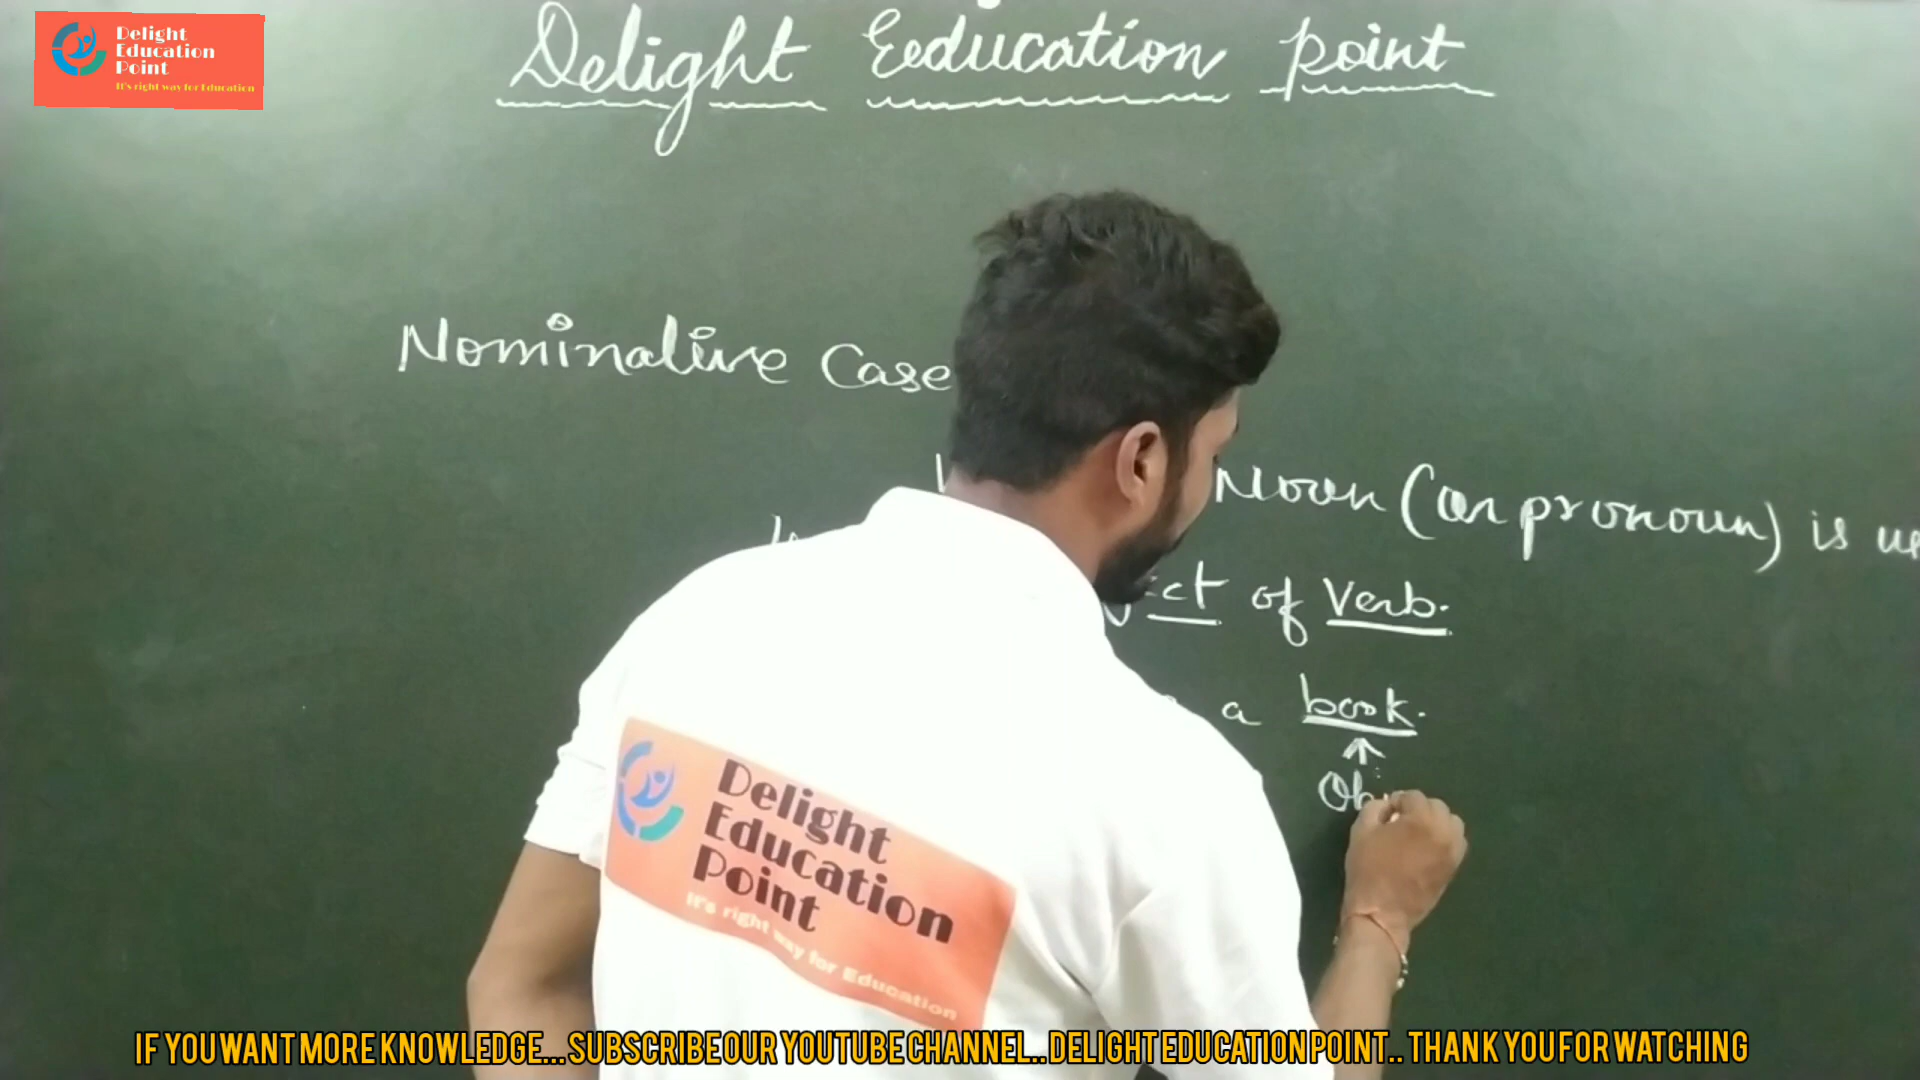 Delight
Education
Point
It's right way for Education
Delight Eeducation point
Nominative Case
Noun (or pronoun) is
ct of Verb.
a book.
Ob
Delight
Education
Point
It's right way for Education
IF YOU WANT MORE KNOWLEDGE... SUBSCRIBE OUR YOUTUBE CHANNEL.. DELIGHT EDUCATION POINT.. THANK YOU FOR WATCHING